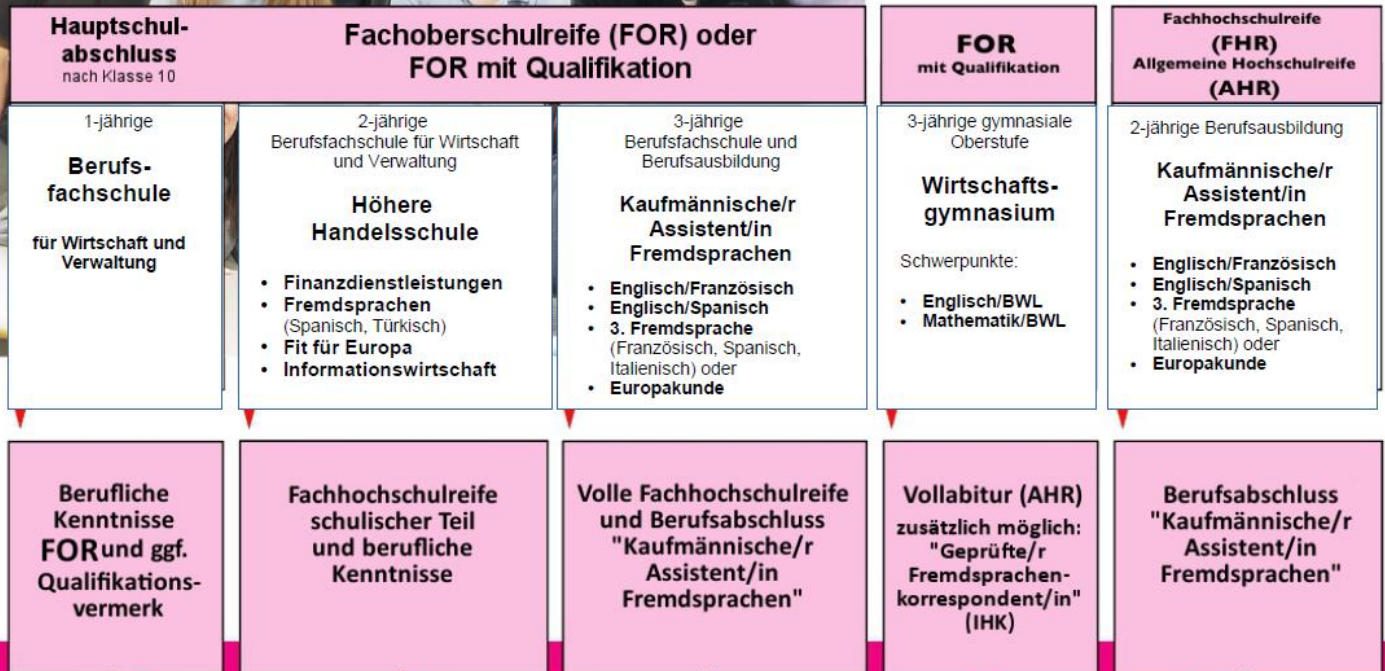 Hauptschul-
abschluss
nach Klasse 10
Fachoberschulreife (FOR) oder
FOR mit Qualifikation
FOR
mit Qualifikation
Fachhochschulreife
(FHR)
Allgemeine Hochschulreife
(AHR)
1-jährige
Berufs-
fachschule
für Wirtschaft und
Verwaltung
2-jährige
Berufsfachschule für Wirtschaft
und Verwaltung
Höhere
Handelsschule
• Finanzdienstleistungen
• Fremdsprachen
(Spanisch, Türkisch)
• Fit für Europa
• Informationswirtschaft
3-jährige
Berufsfachschule und
Berufsausbildung
Kaufmännische/r
Assistent/in
Fremdsprachen
• Englisch/Französisch
• Englisch/Spanisch
• 3. Fremdsprache
(Französisch, Spanisch,
Italienisch) oder
• Europakunde
3-jährige gymnasiale
Oberstufe
Wirtschafts-
gymnasium
Schwerpunkte:
• Englisch/BWL
• Mathematik/BWL
2-jährige Berufsausbildung
Kaufmännische/r
Assistent/in
Fremdsprachen
• Englisch/Französisch
• Englisch/Spanisch
• 3. Fremdsprache
(Französisch, Spanisch,
Italienisch) oder
• Europakunde
Berufliche
Kenntnisse
FOR und ggf.
Qualifikations-
vermerk
Fachhochschulreife
schulischer Teil
und berufliche
Kenntnisse
Volle Fachhochschulreife
und Berufsabschluss
"Kaufmännische/r
Assistent/in
Fremdsprachen"
Vollabitur (AHR)
zusätzlich möglich:
"Geprüfte/r
Fremdsprachen-
korrespondent/in"
(IHK)
Berufsabschluss
"Kaufmännische/r
Assistent/in
Fremdsprachen"